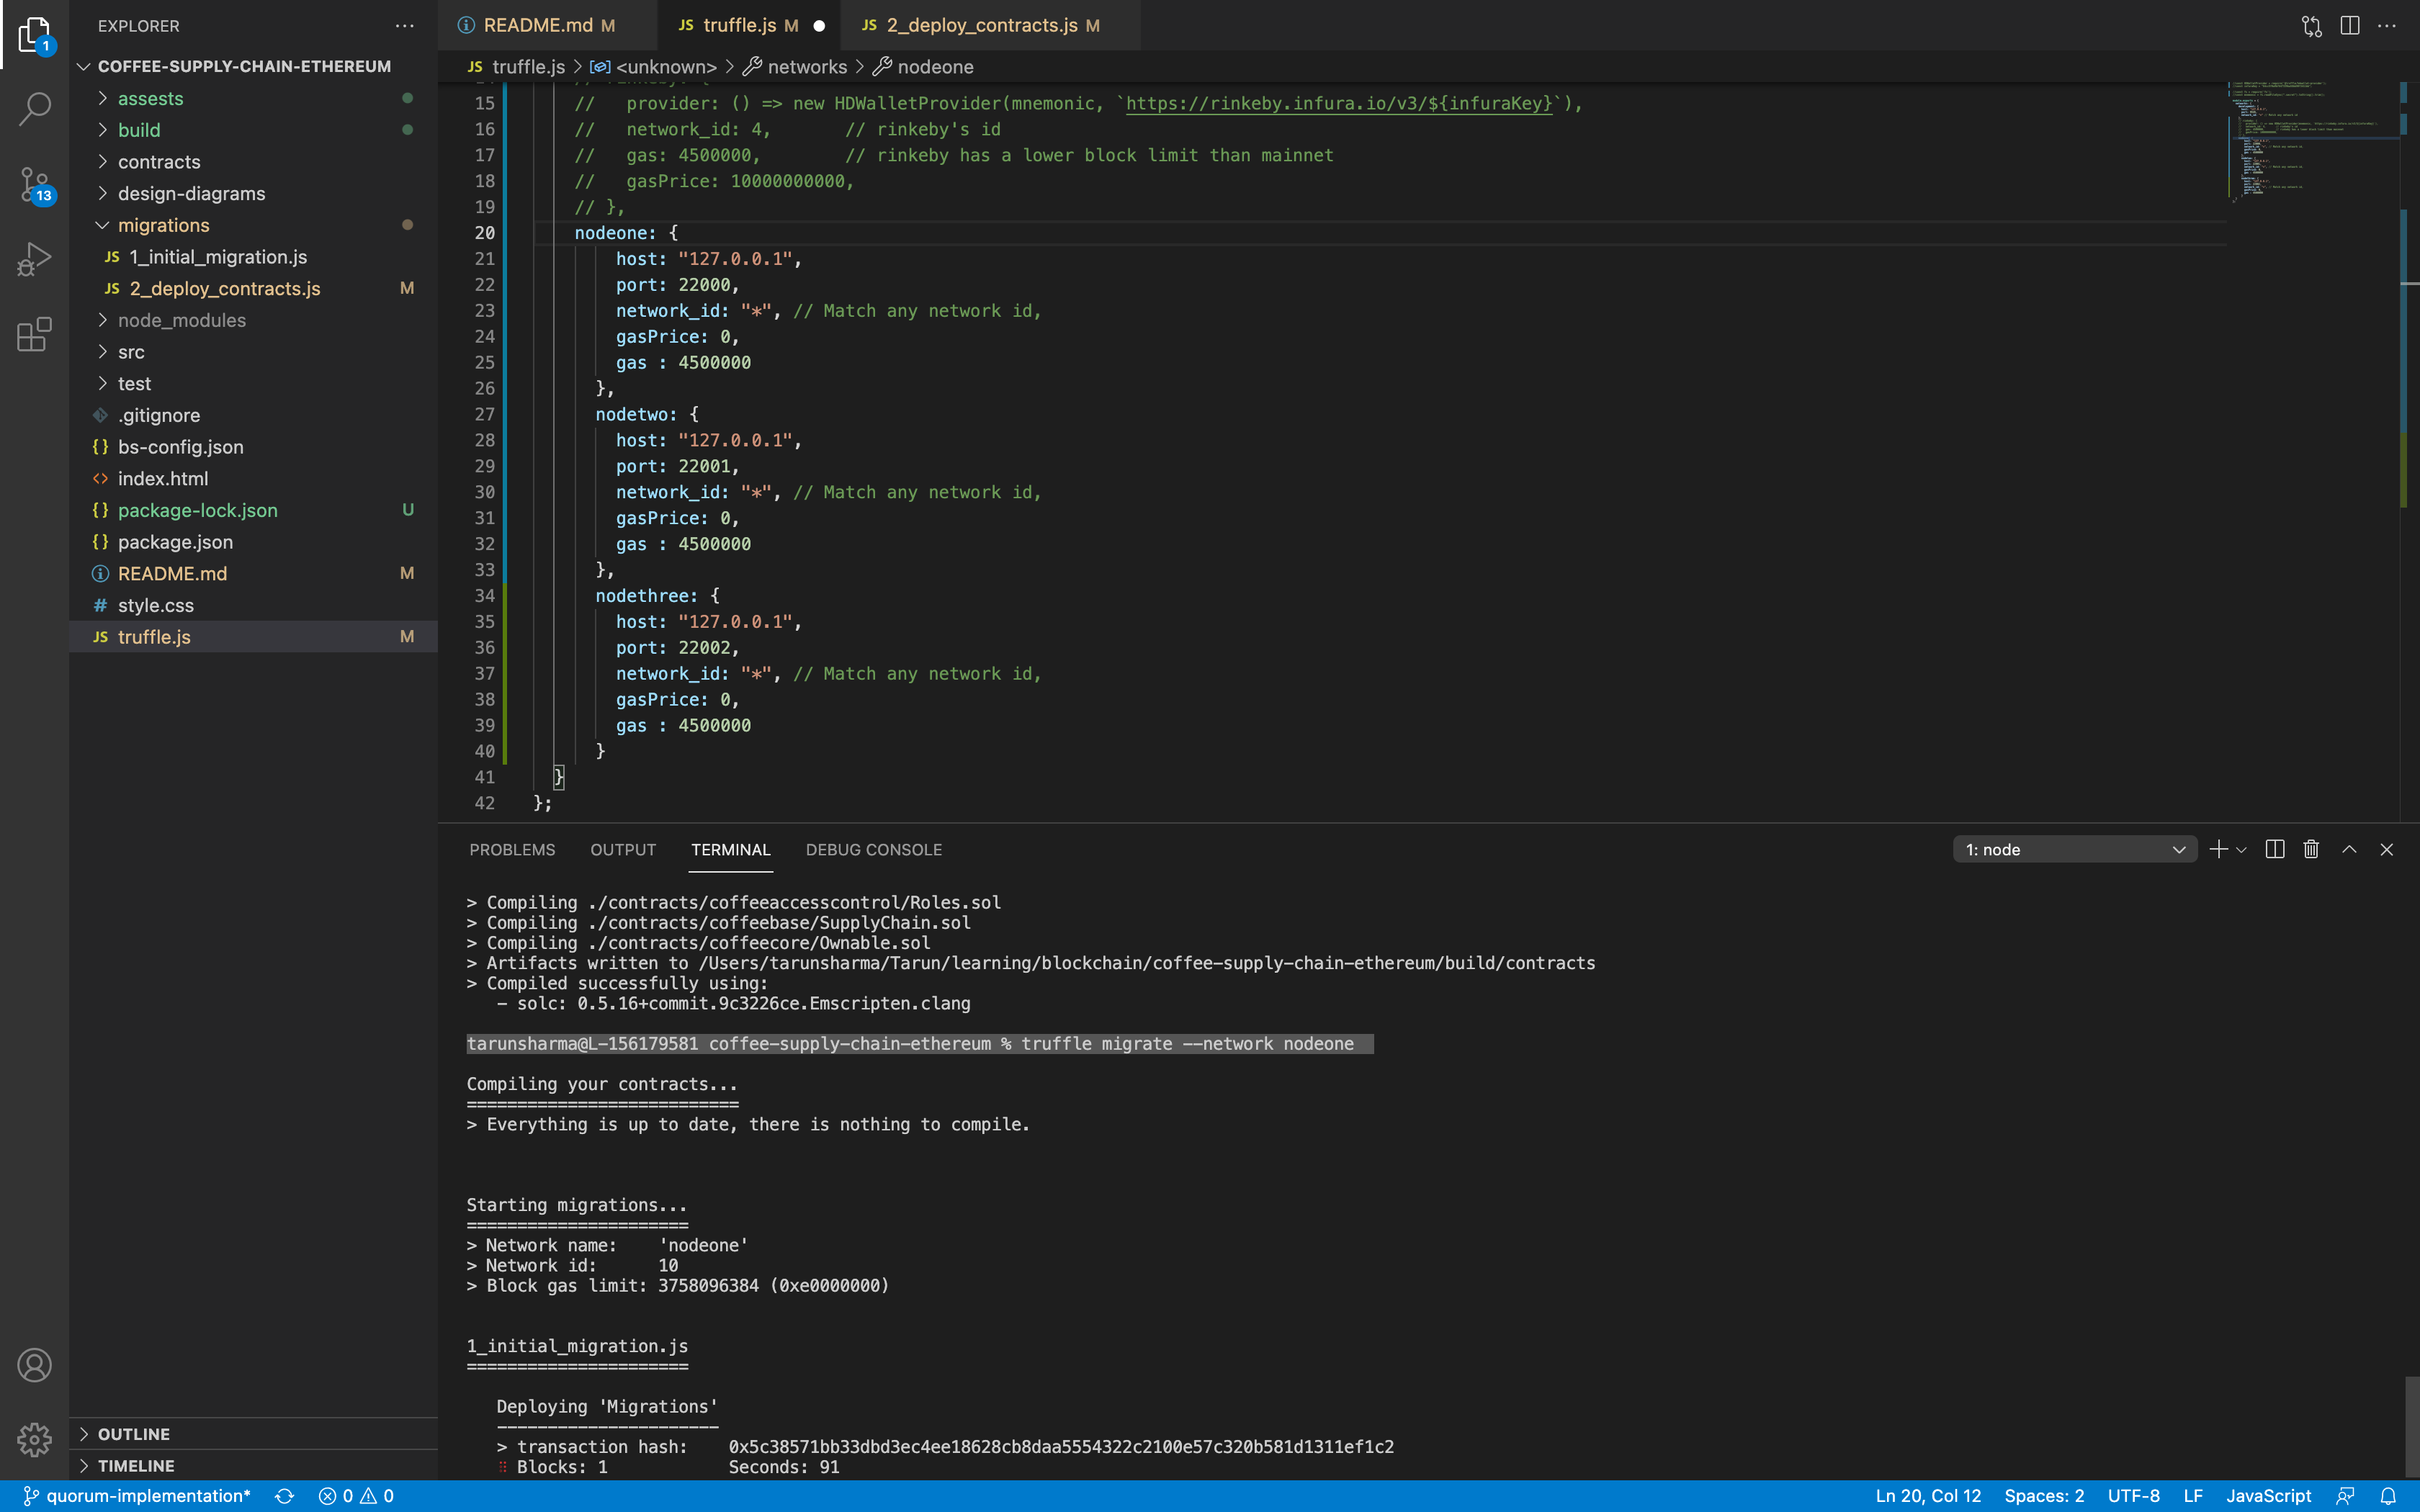 EXPLORER
COFFEE-SUPPLY-CHAIN-ETHEREUM
assests
build
contracts
design-diagrams
migrations
JS 1_initial_migration.js
JS 2_deploy_contracts.js M
node_modules
src
test
.gitignore
{} bs-config.json
<> index.html
{} package-lock.json U
{} package.json
README.md M
# style.css
JS truffle.js M
OUTLINE
TIMELINE
1
13
README.md M
JS truffle.js M
JS 2_deploy_contracts.js M
JS truffle.js > <unknown> > networks > nodeone
15 // provider: () => new HDWalletProvider(mnemonic, `https://rinkeby.infura.io/v3/${infuraKey}`),
16 // network_id: 4, // rinkeby's id
17 // gas: 4500000, // rinkeby has a lower block limit than mainnet
18 // gasPrice: 10000000000,
19 // },
20 nodeone: {
21 host: "127.0.0.1",
22 port: 22000,
23 network_id: "*", // Match any network id,
24 gasPrice: 0,
25 gas : 4500000
26 },
27 nodetwo: {
28 host: "127.0.0.1",
29 port: 22001,
30 network_id: "*", // Match any network id,
31 gasPrice: 0,
32 gas : 4500000
33 },
34 nodethree: {
35 host: "127.0.0.1",
36 port: 22002,
37 network_id: "*", // Match any network id,
38 gasPrice: 0,
39 gas : 4500000
40 }
41 }
42 };
PROBLEMS OUTPUT TERMINAL DEBUG CONSOLE 1: node
> Compiling ./contracts/coffeeaccesscontrol/Roles.sol
> Compiling ./contracts/coffeebase/SupplyChain.sol
> Compiling ./contracts/coffeecore/Ownable.sol
> Artifacts written to /Users/tarunsharma/Tarun/learning/blockchain/coffee-supply-chain-ethereum/build/contracts
> Compiled successfully using:
- solc: 0.5.16+commit.9c3226ce.Emscripten.clang
tarunsharma@L-156179581 coffee-supply-chain-ethereum % truffle migrate --network nodeone
Compiling your contracts...
===========================
> Everything is up to date, there is nothing to compile.
Starting migrations...
======================
> Network name: 'nodeone'
> Network id: 10
> Block gas limit: 3758096384 (0xe0000000)
1_initial_migration.js
======================
Deploying 'Migrations'
----------------------
> transaction hash: 0x5c38571bb33dbd3ec4ee18628cb8daa5554322c2100e57c320b581d1311ef1c2
Blocks: 1 Seconds: 91
quorum-implementation* 0 0 Ln 20, Col 12 Spaces: 2 UTF-8 LF JavaScript